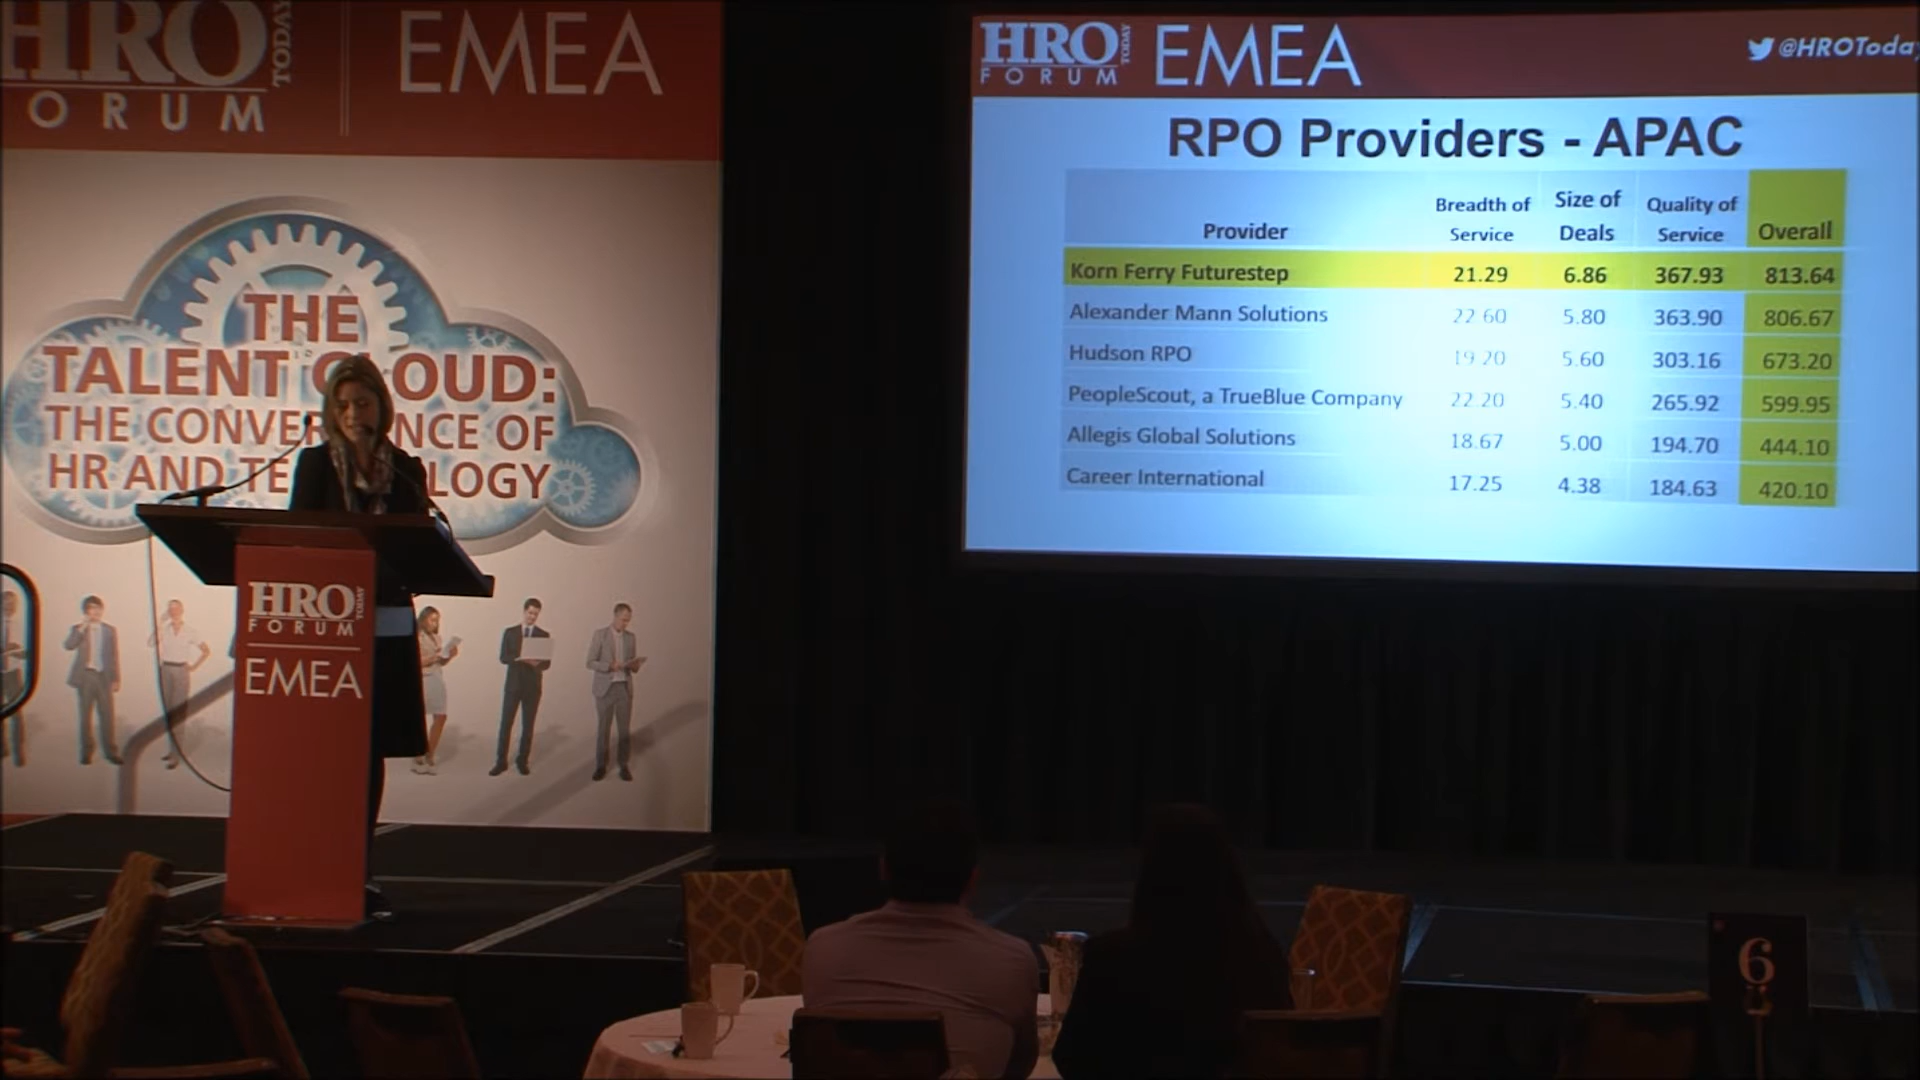 HRO TODAY
FORUM
EMEA
THE
TALENT CLOUD:
THE CONVERGENCE OF
HR AND TECHNOLOGY
HRO TODAY
FORUM
EMEA
HRO TODAY
FORUM
EMEA
@HROToday
RPO Providers - APAC
Provider Breadth of Service Size of Deals Quality of Service Overall
Korn Ferry Futurestep 21.29 6.86 367.93 813.64
Alexander Mann Solutions 22.60 5.80 363.90 806.67
Hudson RPO 19.20 5.60 303.16 673.20
PeopleScout, a TrueBlue Company 22.20 5.40 265.92 599.95
Allegis Global Solutions 18.67 5.00 194.70 444.10
Career International 17.25 4.38 184.63 420.10
6